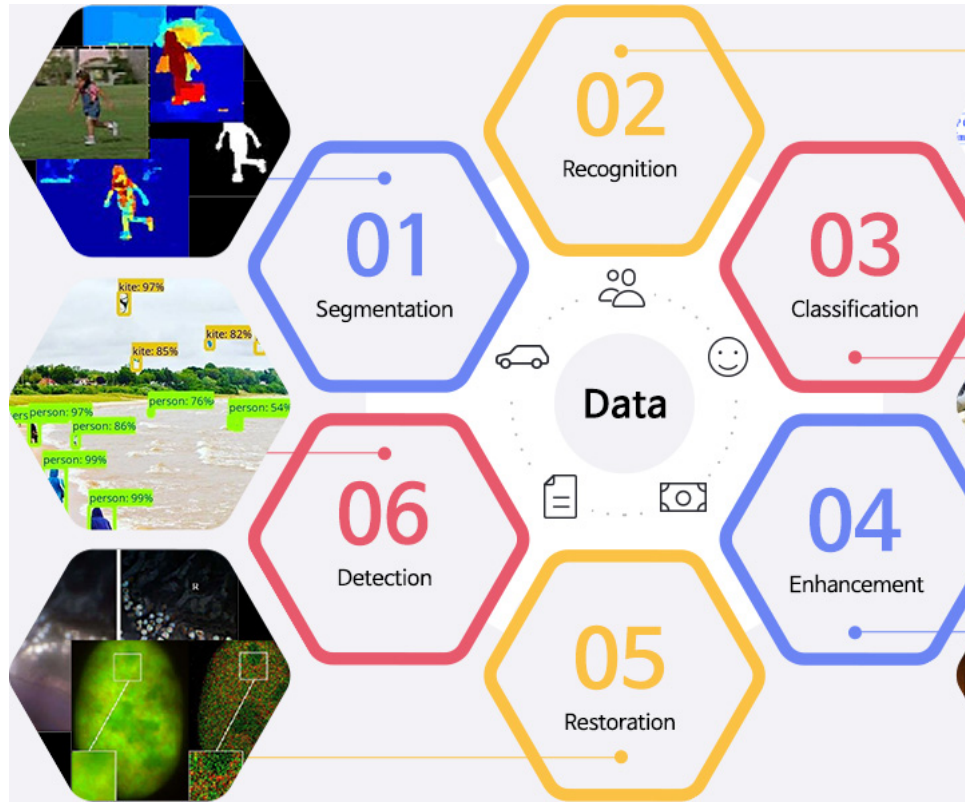 01
Segmentation
02
Recognition
03
Classification
04
Enhancement
05
Restoration
06
Detection
Data
kite: 97%
kite: 82%
kite: 85%
person: 76%
person: 54%
person: 97%
person: 86%
person: 99%
person: 99%
R